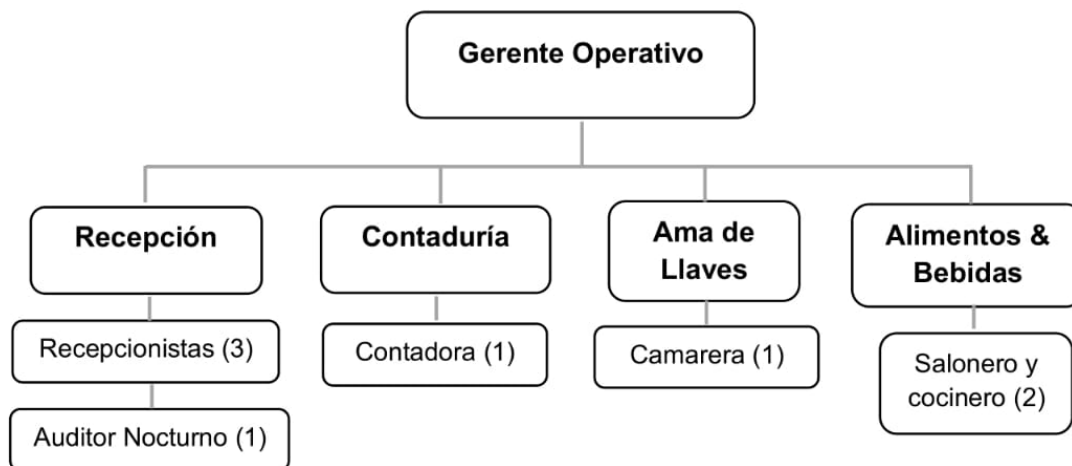 Gerente Operativo
Recepción
Contaduría
Ama de
Llaves
Alimentos &
Bebidas
Recepcionistas (3)
Contadora (1)
Camarera (1)
Salonero y
cocinero (2)
Auditor Nocturno (1)